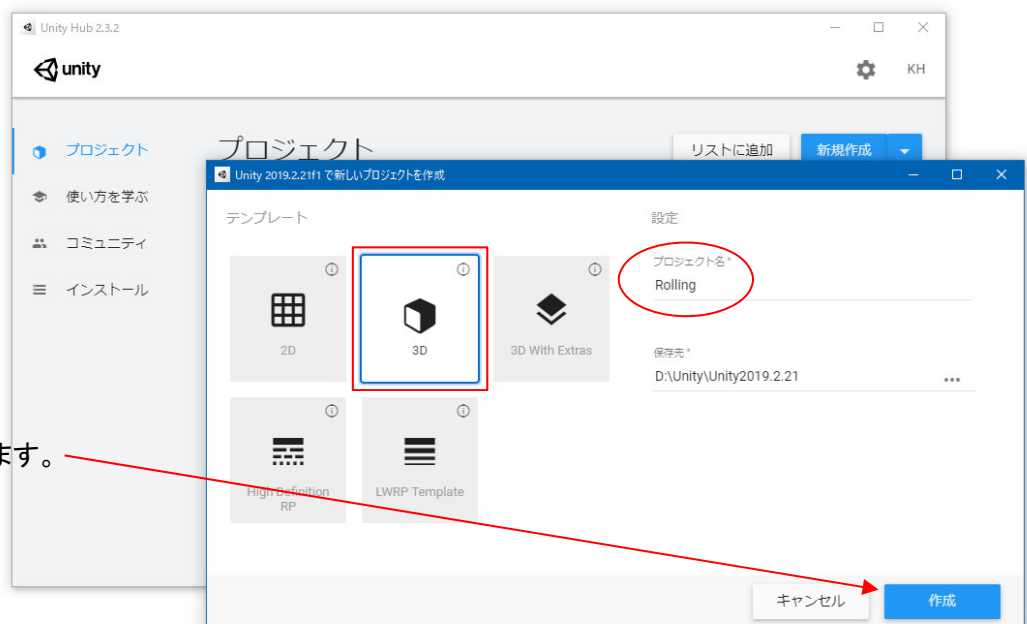 Unity Hub 2.3.2
unity
KH
プロジェクト
使い方を学ぶ
コミュニティ
インストール
プロジェクト
リストに追加
新規作成
Unity 2019.2.21f1 で新しいプロジェクトを作成
テンプレート
2D
3D
3D With Extras
High Definition
RP
LWRP Template
設定
プロジェクト名*
Rolling
保存先*
D:\Unity\Unity2019.2.21
•••
キャンセル
作成
ます。